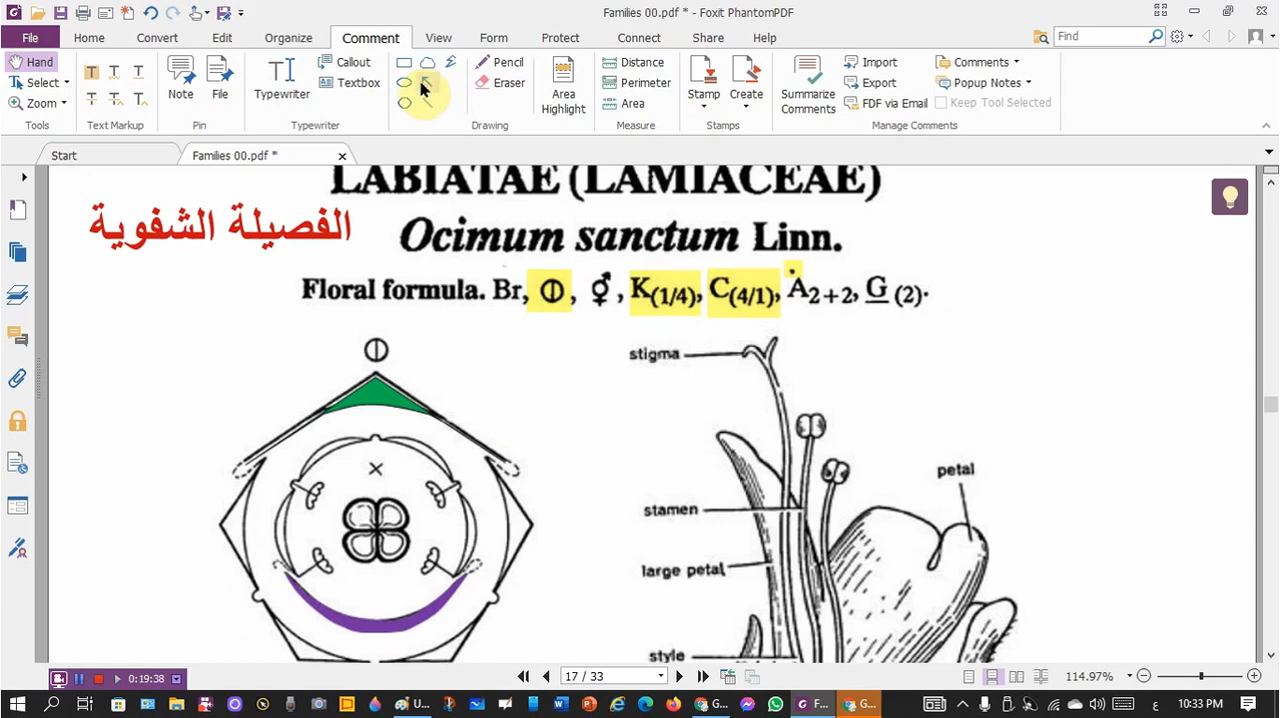 Families 00.pdf * - Foxit PhantomPDF
File Home Convert Edit Organize Comment View Form Protect Connect Share Help Find
Hand
Select
Zoom
Tools
Text Markup
Note
File
Pin
Typewriter
Callout
Textbox
Typewriter
Pencil
Eraser
Drawing
Area Highlight
Distance
Perimeter
Area
Measure
Stamp
Create
Stamps
Summarize Comments
Import
Export
FDF via Email
Comments
Popup Notes
Keep Tool Selected
Manage Comments
Start
Families 00.pdf *
LABIATAE (LAMIACEAE)
الفصيلة الشفوية
Ocimum sanctum Linn.
Floral formula. Br, ⦶, ⚥, K(1/4), C(4/1), Ȧ2+2, G(2).
stigma
petal
stamen
large petal
style
0:19:38
17 / 33
114.97%
U...
G...
F...
G...
ع
10:33 PM